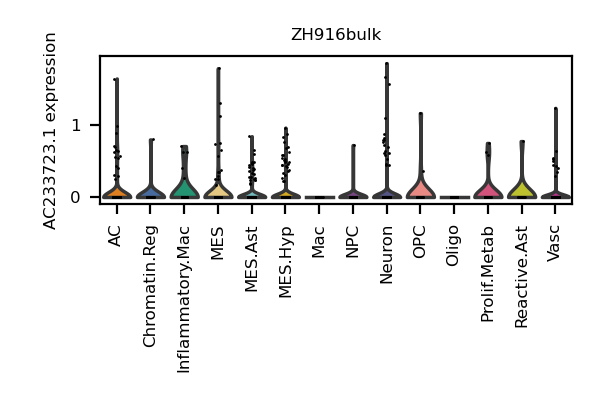 ZH916bulk
AC233723.1 expression
1
0
AC
Chromatin.Reg
Inflammatory.Mac
MES
MES.Ast
MES.Hyp
Mac
NPC
Neuron
OPC
Oligo
Prolif.Metab
Reactive.Ast
Vasc